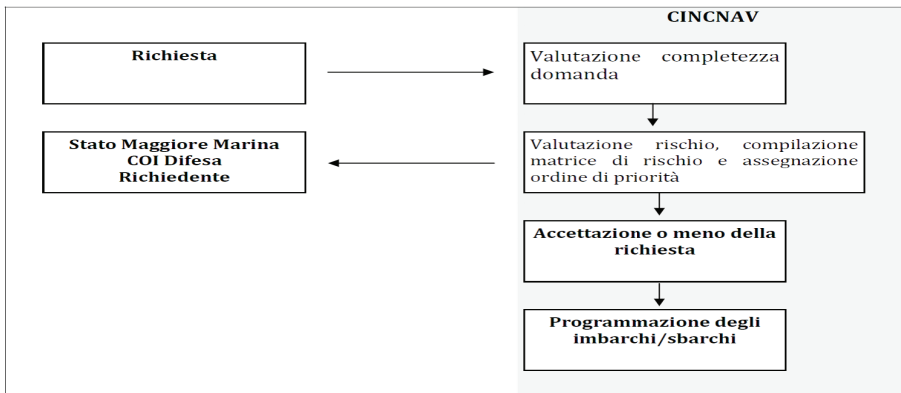 CINCNAV
Richiesta
Valutazione completezza
domanda
Stato Maggiore Marina
COI Difesa
Richiedente
Valutazione rischio, compilazione
matrice di rischio e assegnazione
ordine di priorità
Accettazione o meno della
richiesta
Programmazione degli
imbarchi/sbarchi